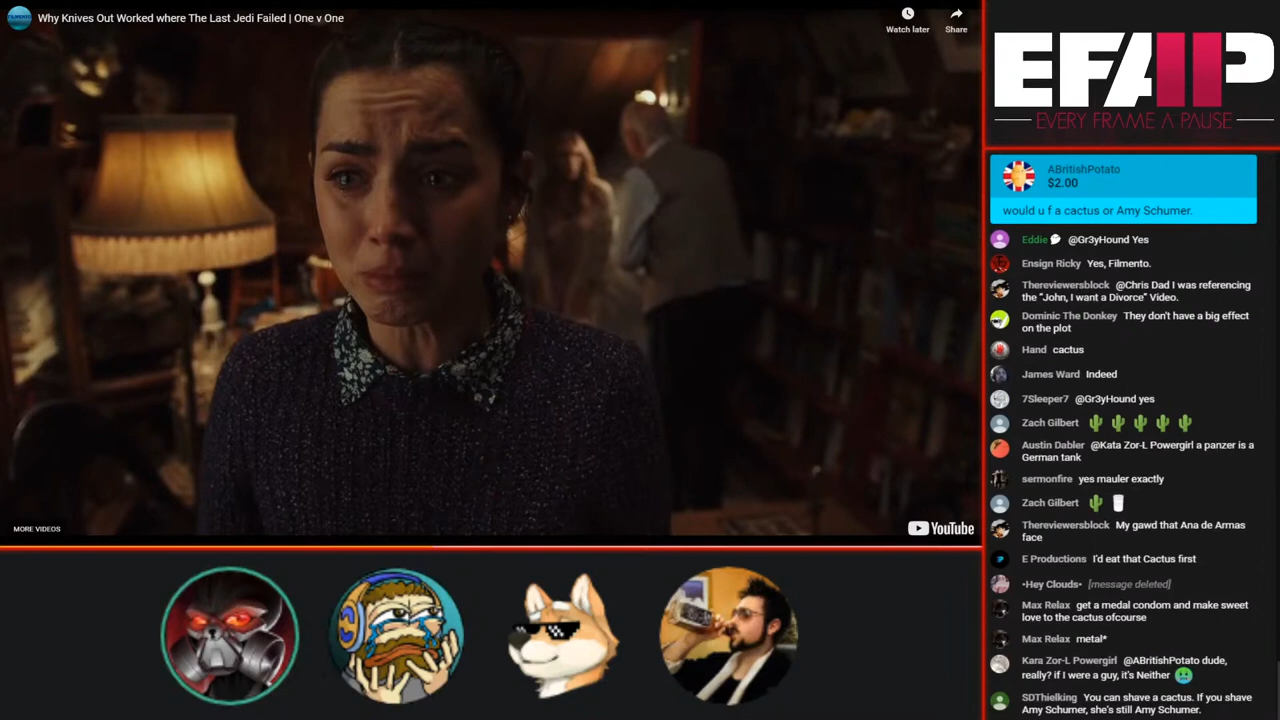 Why Knives Out Worked where The Last Jedi Failed | One v One
Watch later
Share
MORE VIDEOS
YouTube
EFAP
EVERY FRAME A PAUSE
ABritishPotato
$2.00
would u f a cactus or Amy Schumer.
Eddie @Gr3yHound Yes
Ensign Ricky Yes, Filmento.
Thereviewersblock @Chris Dad I was referencing
the "John, I want a Divorce" Video.
Dominic The Donkey They don't have a big effect
on the plot
Hand cactus
James Ward Indeed
7Sleeper7 @Gr3yHound yes
Zach Gilbert 🌵 🌵 🌵 🌵 🌵
Austin Dabler @Kata Zor-L Powergirl a panzer is a
German tank
sermonfire yes mauler exactly
Zach Gilbert 🌵 🥛
Thereviewersblock My gawd that Ana de Armas
face
E Productions I'd eat that Cactus first
•Hey Clouds• [message deleted]
Max Relax get a medal condom and make sweet
love to the cactus ofcourse
Max Relax metal*
Kara Zor-L Powergirl @ABritishPotato dude,
really? if I were a guy, it's Neither 🤢
SDThielking You can shave a cactus. If you shave
Amy Schumer, she's still Amy Schumer.